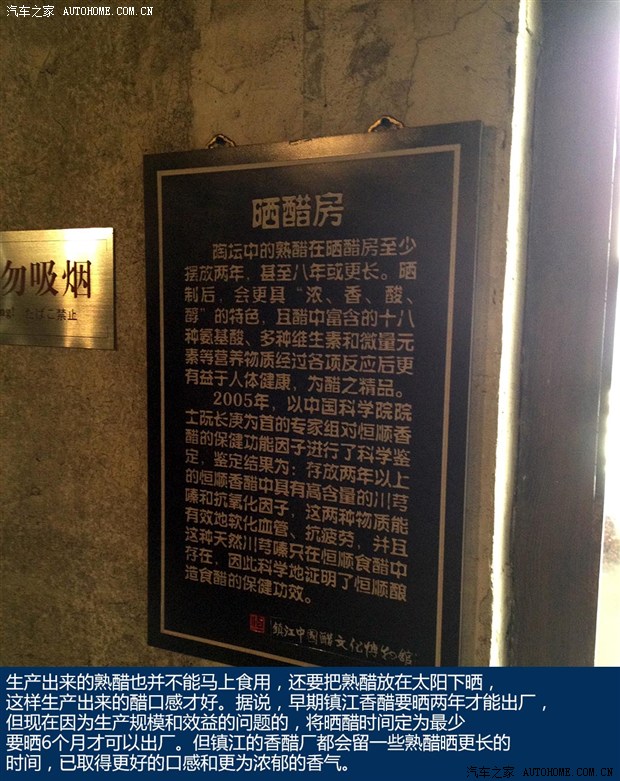 汽车之家 AUTOHOME.COM.CN
晒醋房
陶坛中的熟醋在晒醋房至少
摆放两年，甚至八年或更长。晒
制后，会更具“浓、香、酸、
醇”的特色，且醋中富含的十八
种氨基酸、多种维生素和微量元
素等营养物质经过各项反应后更
有益于人体健康，为醋之精品。
2005年，以中国科学院院
士阮长庚为首的专家组对恒顺香
醋的保健功能因子进行了科学鉴
定，鉴定结果为：存放两年以上
的恒顺香醋中具有高含量的川芎
嗪和抗氧化因子，这两种物质能
有效地软化血管、抗疲劳，并且
这种天然川芎嗪只在恒顺食醋中
存在，因此科学地证明了恒顺酿
造食醋的保健功效。
镇江中國醋文化博物館
勿吸烟
たばこ禁止
生产出来的熟醋也并不能马上食用，还要把熟醋放在太阳下晒，
这样生产出来的醋口感才好。据说，早期镇江香醋要晒两年才能出厂，
但现在因为生产规模和效益的问题的，将晒醋时间定为最少
要晒6个月才可以出厂。但镇江的香醋厂都会留一些熟醋晒更长的
时间，已取得更好的口感和更为浓郁的香气。
汽车之家 AUTOHOME.COM.CN